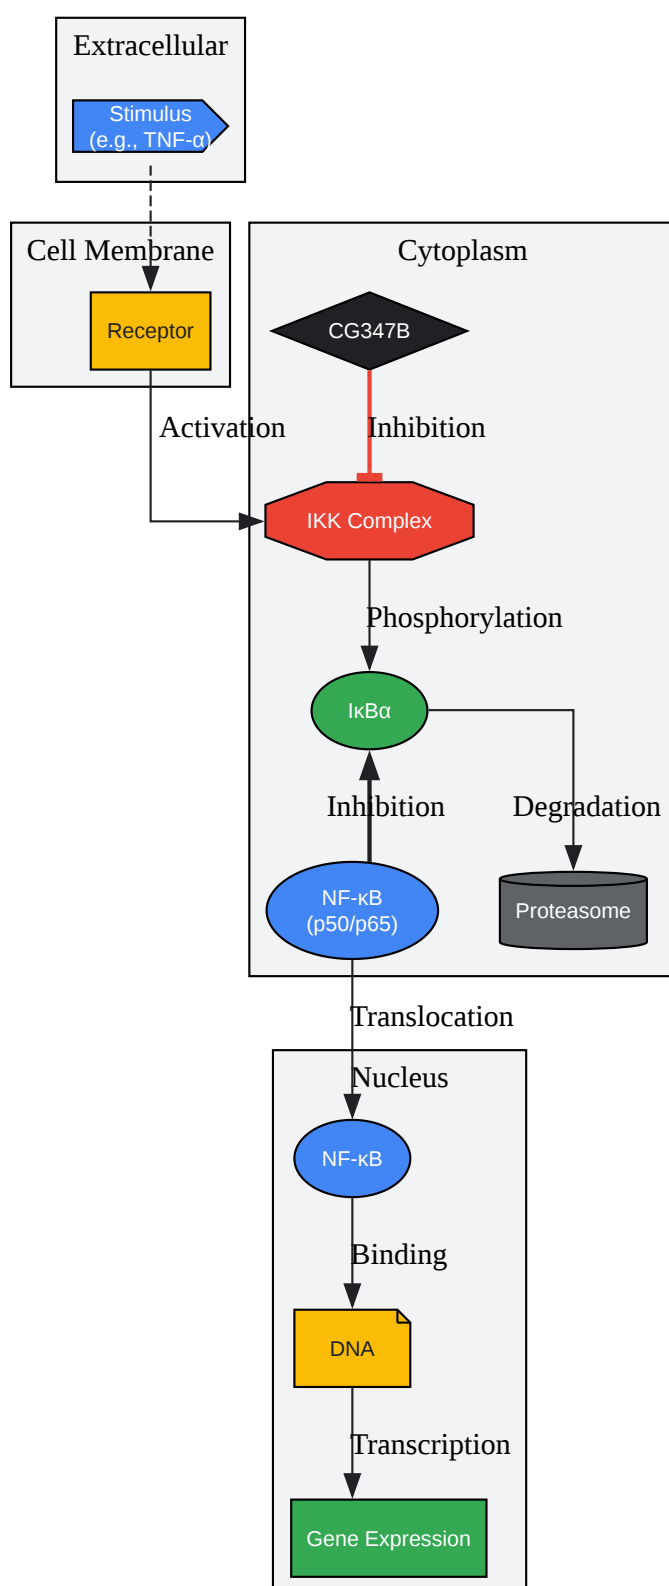 Extracellular
Stimulus
(e.g., TNF-α)
Cell Membrane
Receptor
Cytoplasm
CG347B
Activation
Inhibition
IKK Complex
Phosphorylation
IκBα
Inhibition
Degradation
NF-κB
(p50/p65)
Proteasome
Translocation
Nucleus
NF-κB
Binding
DNA
Transcription
Gene Expression